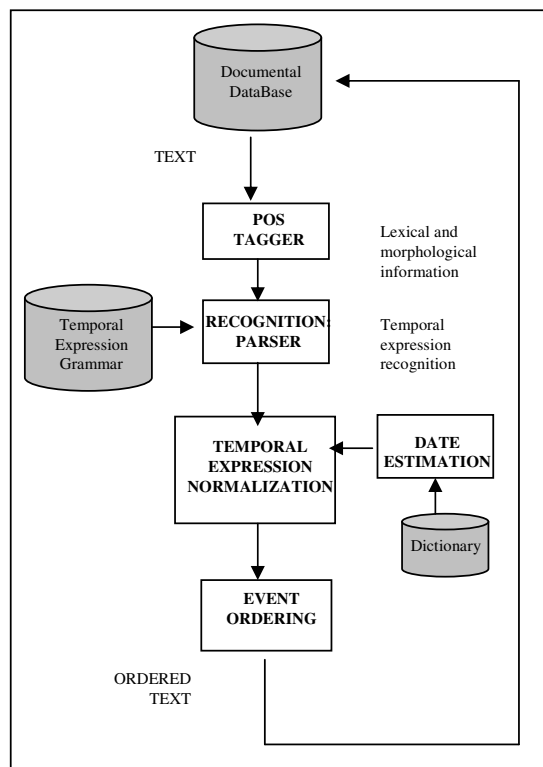 Documental
DataBase
TEXT
POS
TAGGER
Lexical and
morphological
information
Temporal
Expression
Grammar
RECOGNITION:
PARSER
Temporal
expression
recognition
TEMPORAL
EXPRESSION
NORMALIZATION
DATE
ESTIMATION
Dictionary
EVENT
ORDERING
ORDERED
TEXT